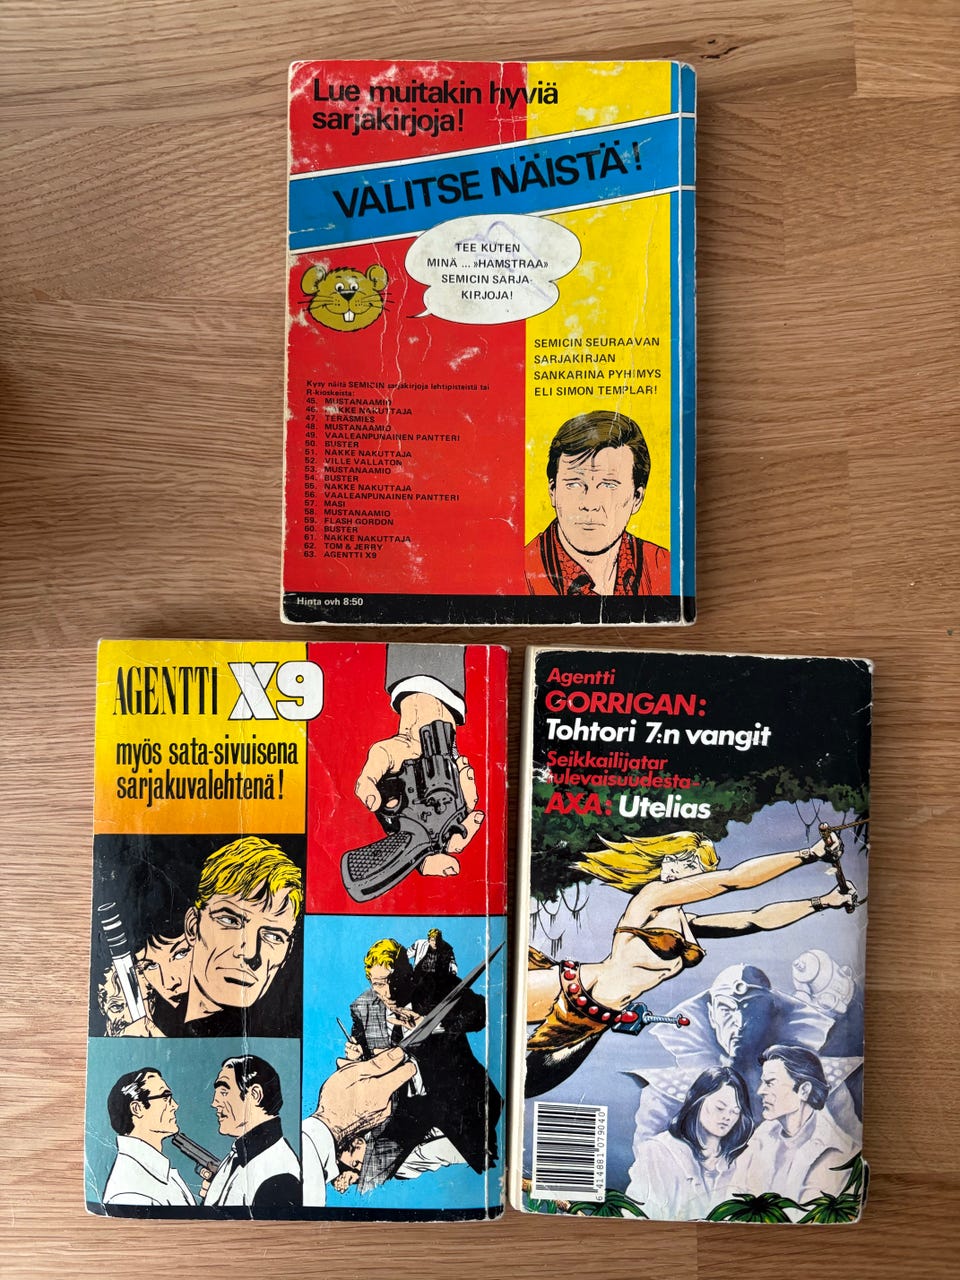 Lue muitakin hyviä
sarjakirjoja!
VALITSE NÄISTÄ!
TEE KUTEN
MINÄ ... »HAMSTRAA»
SEMICIN SARJA-
KIRJOJA!
SEMICIN SEURAAVAN
SARJAKIRJAN
SANKARINA PYHIMYS
ELI SIMON TEMPLAR!
Kysy näitä SEMICIN sarjakirjoja lehtipisteistä tai
R-kioskeista:
45. MUSTANAAMIO
46. NAKKE NAKUTTAJA
47. TERÄSMIES
48. MUSTANAAMIO
49. VAALEANPUNAINEN PANTTERI
50. BUSTER
51. NAKKE NAKUTTAJA
52. VILLE VALLATON
53. MUSTANAAMIO
54. BUSTER
55. NAKKE NAKUTTAJA
56. VAALEANPUNAINEN PANTTERI
57. MASI
58. MUSTANAAMIO
59. FLASH GORDON
60. BUSTER
61. NAKKE NAKUTTAJA
62. TOM & JERRY
63. AGENTTI X9
Hinta ovh 8:50
AGENTTI X9
myös sata-sivuisena
sarjakuvalehtenä!
Agentti
GORRIGAN:
Tohtori 7:n vangit
Seikkailijatar
tulevaisuudesta-
AXA: Utelias
6 414881 079040